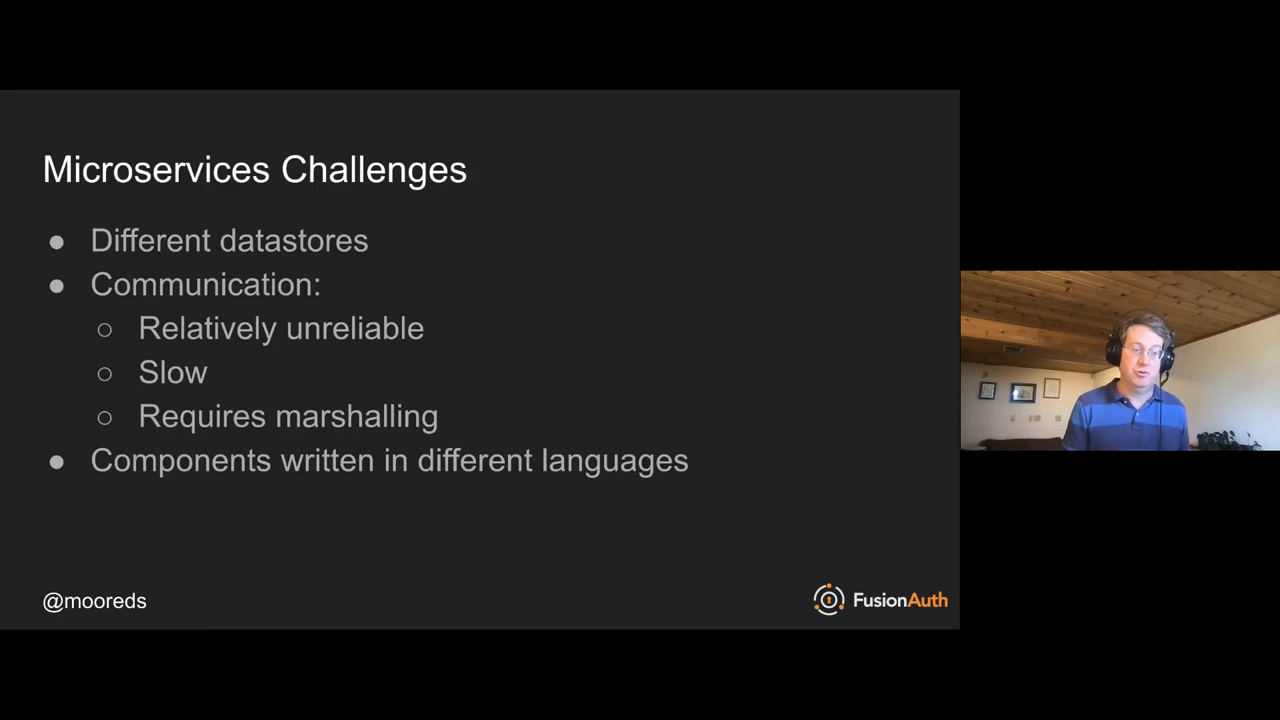 Microservices Challenges
● Different datastores
● Communication:
○ Relatively unreliable
○ Slow
○ Requires marshalling
● Components written in different languages
@mooreds
FusionAuth